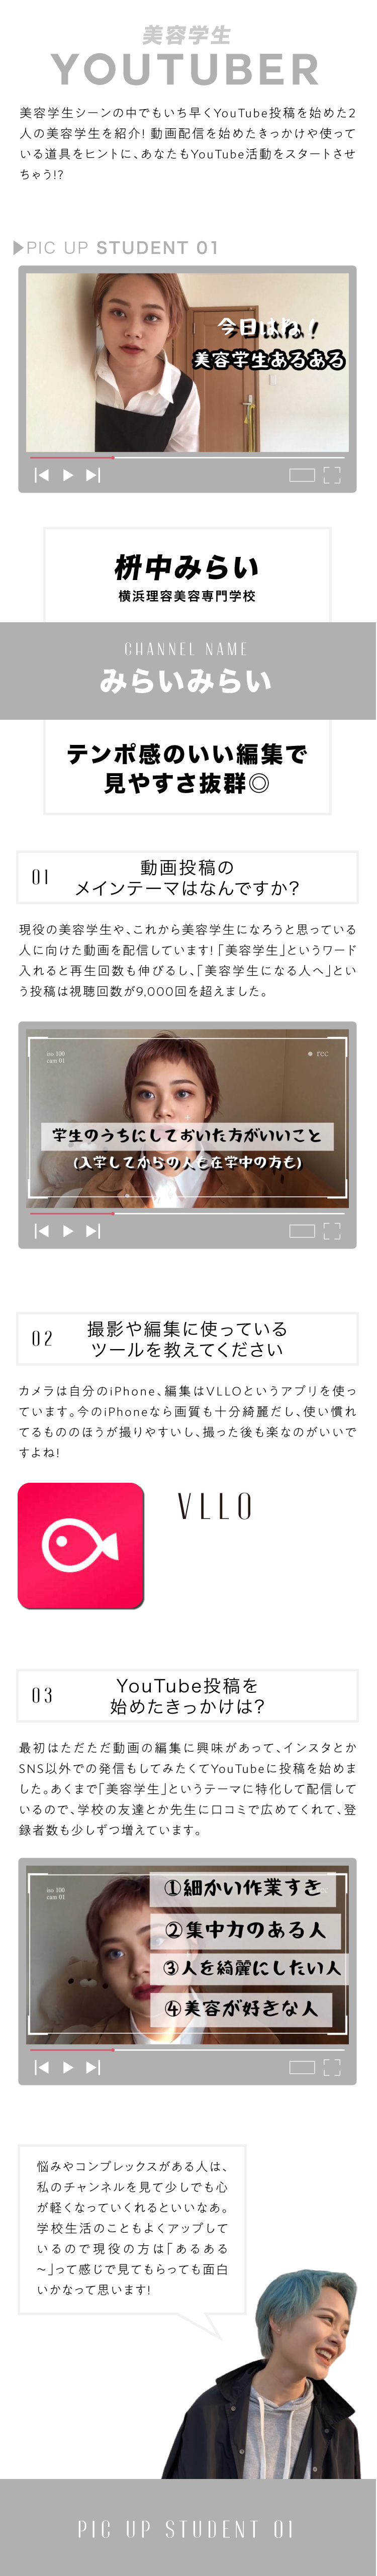 美容学生
YOUTUBER
美容学生シーンの中でもいち早くYouTube投稿を始めた2
人の美容学生を紹介! 動画配信を始めたきっかけや使って
いる道具をヒントに、あなたもYouTube活動をスタートさせ
ちゃう!?
▶PIC UP STUDENT 01
今日はね！
美容学生あるある
枡中みらい
横浜理容美容専門学校
CHANNEL NAME
みらいみらい
テンポ感のいい編集で
見やすさ抜群◎
01
動画投稿の
メインテーマはなんですか?
現役の美容学生や、これから美容学生になろうと思っている
人に向けた動画を配信しています! 「美容学生」というワード
入れると再生回数も伸びるし、「美容学生になる人へ」とい
う投稿は視聴回数が9,000回を超えました。
iso 100
cam 01
rec
学生のうちにしておいた方がいいこと
(入学してからの人も在学中の方も)
02
撮影や編集に使っている
ツールを教えてください
カメラは自分のiPhone、編集はVLLOというアプリを使っ
ています。今のiPhoneなら画質も十分綺麗だし、使い慣れ
てるもののほうが撮りやすいし、撮った後も楽なのがいいで
すよね!
VLLO
03
YouTube投稿を
始めたきっかけは?
最初はただただ動画の編集に興味があって、インスタとか
SNS以外での発信もしてみたくてYouTubeに投稿を始めま
した。あくまで「美容学生」というテーマに特化して配信して
いるので、学校の友達とか先生に口コミで広めてくれて、登
録者数も少しずつ増えています。
iso 100
cam 01
rec
①細かい作業すき
②集中力のある人
③人を綺麗にしたい人
④美容が好きな人
悩みやコンプレックスがある人は、
私のチャンネルを見て少しでも心
が軽くなっていくれるといいなあ。
学校生活のこともよくアップして
いるので現役の方は「あるある
～」って感じで見てもらっても面白
いかなって思います!
PIC UP STUDENT 01